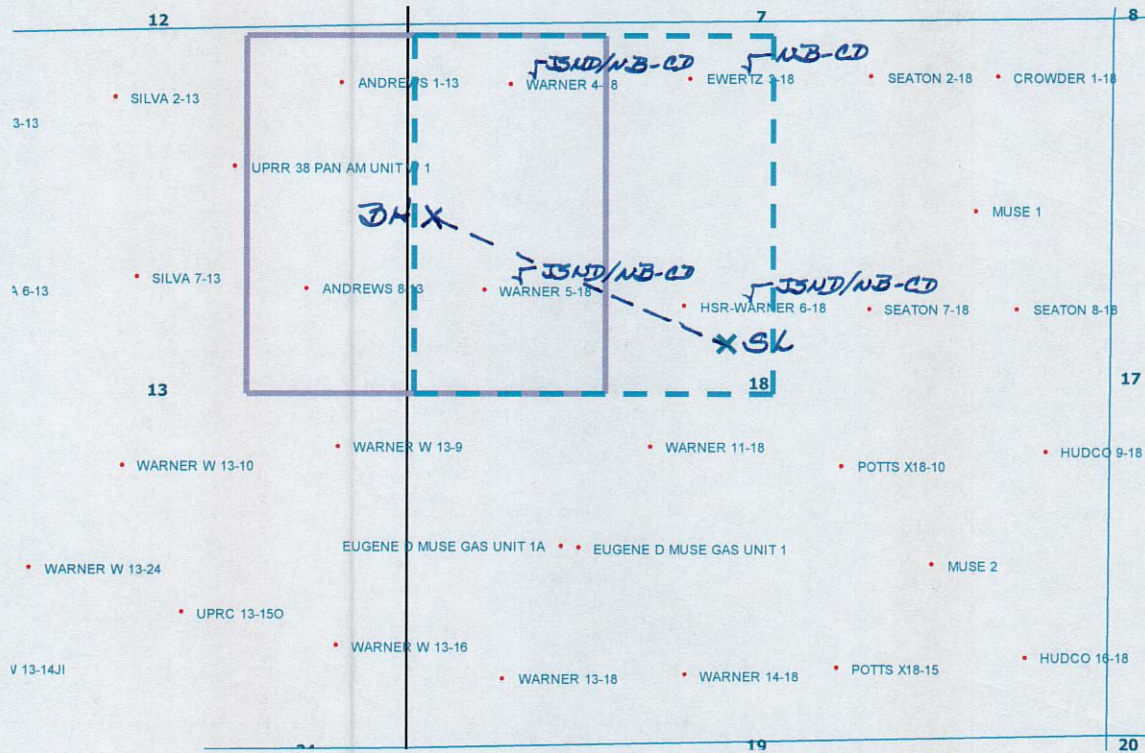 12
7
8
√JSND/NB-CD
√NB-CD
ANDREWS 1-13
WARNER 4-18
EWERTZ 3-18
SEATON 2-18
CROWDER 1-18
SILVA 2-13
3-13
UPRR 38 PAN AM UNIT W 1
MUSE 1
BH X
SILVA 7-13
√JSND/NB-CD
√JSND/NB-CD
A 6-13
ANDREWS 8-13
WARNER 5-18
HSR-WARNER 6-18
SEATON 7-18
SEATON 8-18
X SL
13
18
17
WARNER W 13-9
WARNER 11-18
HUDCO 9-18
WARNER W 13-10
POTTS X18-10
EUGENE D MUSE GAS UNIT 1A
EUGENE D MUSE GAS UNIT 1
WARNER W 13-24
MUSE 2
UPRC 13-15O
WARNER W 13-16
HUDCO 16-18
V 13-14JI
WARNER 13-18
WARNER 14-18
POTTS X18-15
19
20